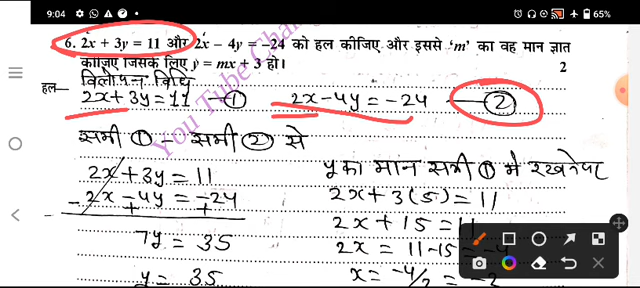 9:04
65%
6. 2x + 3y = 11 और 2x – 4y = –24 को हल कीजिए और इससे ‘m’ का वह मान ज्ञात
कीजिए जिसके लिए y = mx + 3 हो।
2
विलोपन विधि
हल— 2x + 3y = 11 —① 2x – 4y = –24 —②
समी ① – समी ② से
2x + 3y = 11
2x – 4y = –24
– + +
7y = 35
y = 35
y का मान समी ① मे रखनेपर
2x + 3(5) = 11
2x + 15 = 11
2x = 11 – 15 = –4
x = –4/2 = –2
You Tube Chan